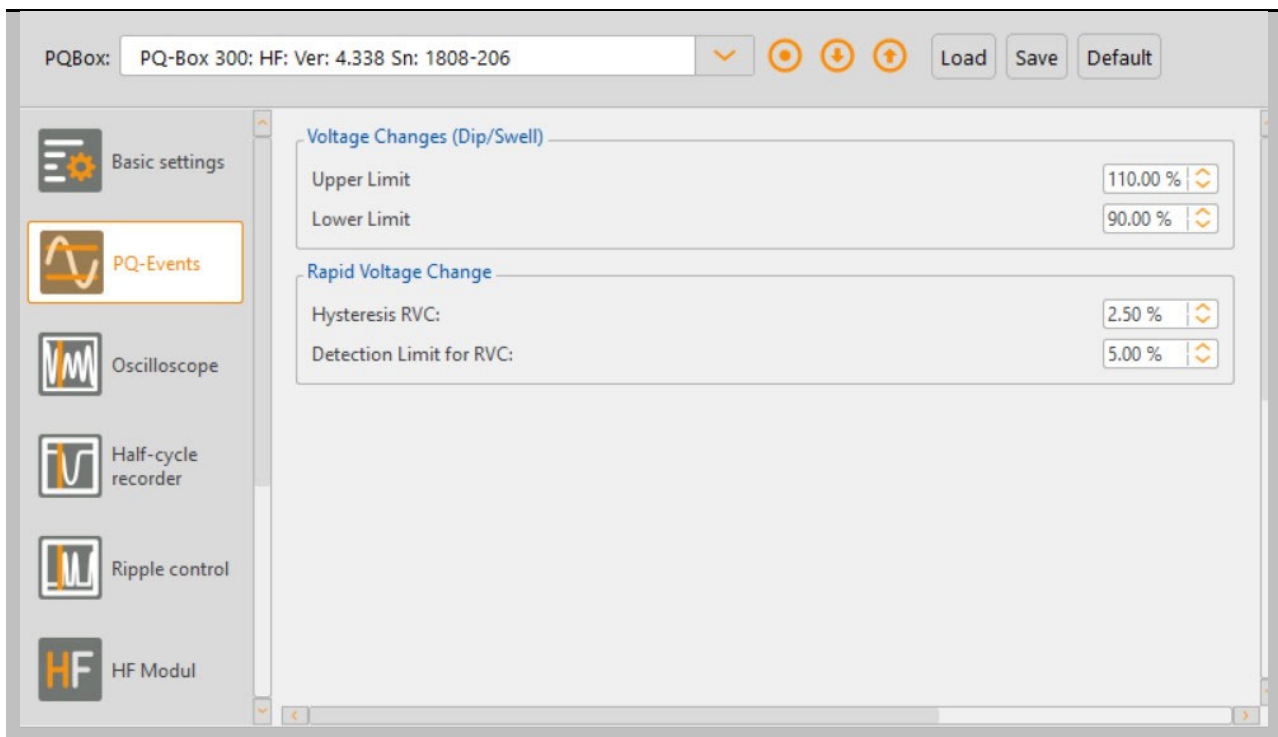 PQBox: PQ-Box 300: HF: Ver: 4.338 Sn: 1808-206 Load Save Default
Basic settings
PQ-Events
Oscilloscope
Half-cycle
recorder
Ripple control
HF HF Modul
Voltage Changes (Dip/Swell)
Upper Limit 110.00 %
Lower Limit 90.00 %
Rapid Voltage Change
Hysteresis RVC: 2.50 %
Detection Limit for RVC: 5.00 %